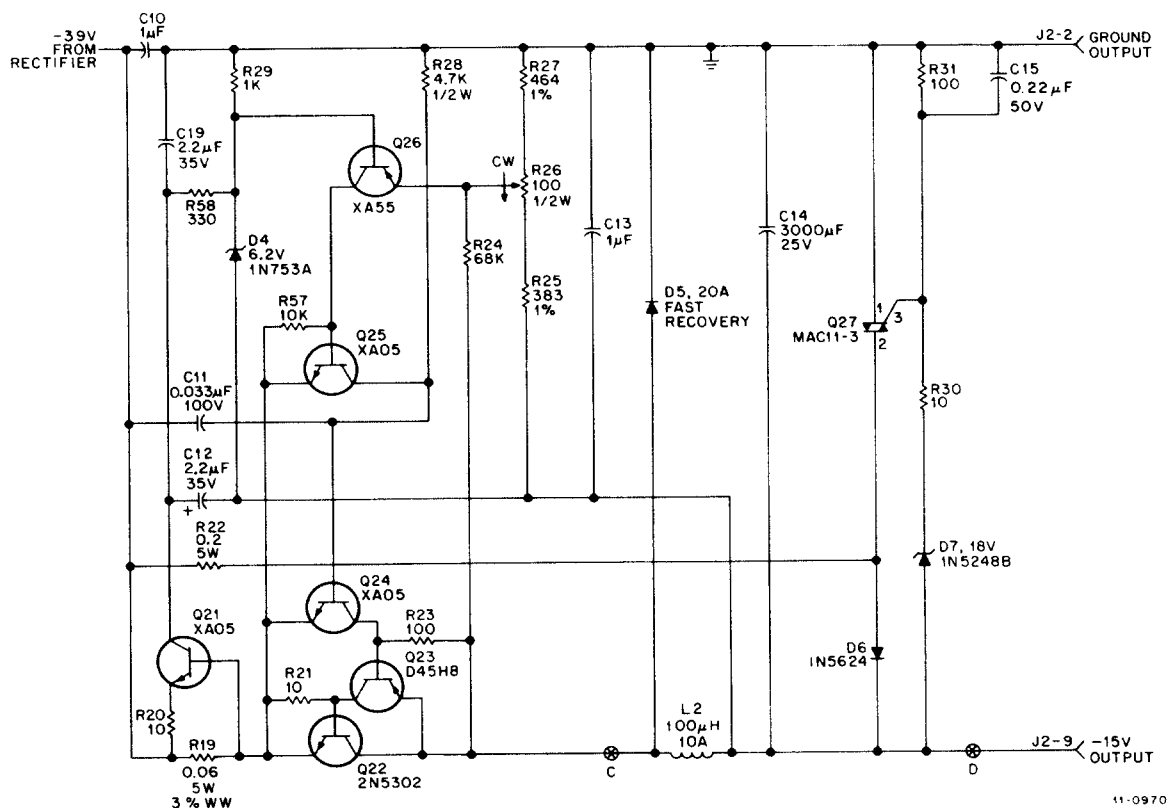 C10
1µF
-39V
FROM
RECTIFIER
J2-2
GROUND
OUTPUT
R29
1K
R28
4.7K
1/2W
R27
464
1%
R31
100
C15
0.22µF
50V
C19
2.2µF
35V
Q26
XA55
CW
R26
100
1/2W
R58
330
D4
6.2V
1N753A
R24
68K
C13
1µF
C14
3000µF
25V
R25
383
1%
D5, 20A
FAST
RECOVERY
1
3
2
Q27
MAC11-3
R57
10K
Q25
XA05
C11
0.033µF
100V
R30
10
C12
2.2µF
35V
+
R22
0.2
5W
D7, 18V
1N5248B
Q24
XA05
Q21
XA05
R23
100
Q23
D45H8
D6
1N5624
R21
10
R20
10
L2
100µH
10A
R19
0.06
5W
3% WW
Q22
2N5302
C
D
J2-9
-15V
OUTPUT
11-0970